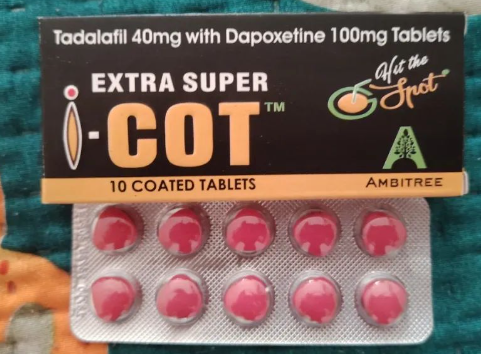 Tadalafil 40mg with Dapoxetine 100mg Tablets
EXTRA SUPER
i-COT™
Hit the
Spot
10 COATED TABLETS
AMBITREE